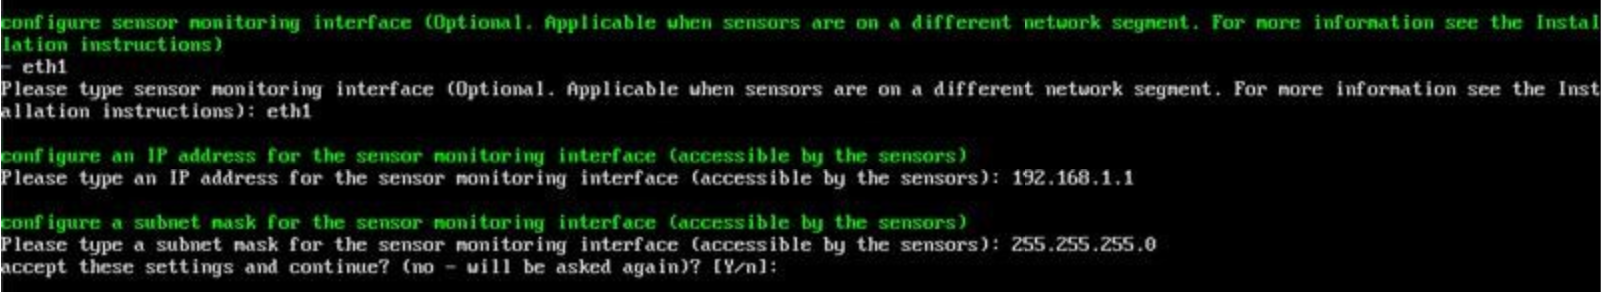 configure sensor monitoring interface (Optional. Applicable when sensors are on a different network segment. For more information see the Instal
lation instructions)
- eth1
Please type sensor monitoring interface (Optional. Applicable when sensors are on a different network segment. For more information see the Inst
allation instructions): eth1
configure an IP address for the sensor monitoring interface (accessible by the sensors)
Please type an IP address for the sensor monitoring interface (accessible by the sensors): 192.168.1.1
configure a subnet mask for the sensor monitoring interface (accessible by the sensors)
Please type a subnet mask for the sensor monitoring interface (accessible by the sensors): 255.255.255.0
accept these settings and continue? (no - will be asked again)? [Y/n]: